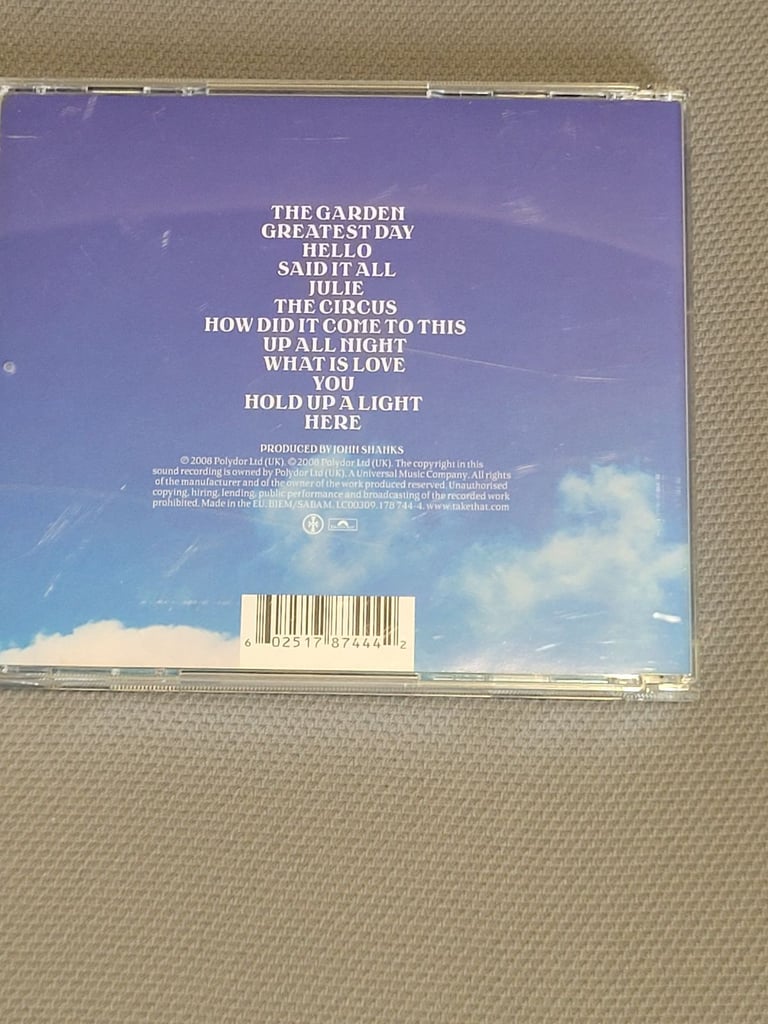 THE GARDEN
GREATEST DAY
HELLO
SAID IT ALL
JULIE
THE CIRCUS
HOW DID IT COME TO THIS
UP ALL NIGHT
WHAT IS LOVE
YOU
HOLD UP A LIGHT
HERE
PRODUCED BY JOHN SHANKS
℗ 2008 Polydor Ltd (UK). © 2008 Polydor Ltd (UK). The copyright in this
sound recording is owned by Polydor Ltd (UK). A Universal Music Company. All rights
of the manufacturer and of the owner of the work produced reserved. Unauthorised
copying, hiring, lending, public performance and broadcasting of the recorded work
prohibited. Made in the EU. BIEM/SABAM. LC00309. 178 744-4. www.takethat.com
6 02517 87444 2